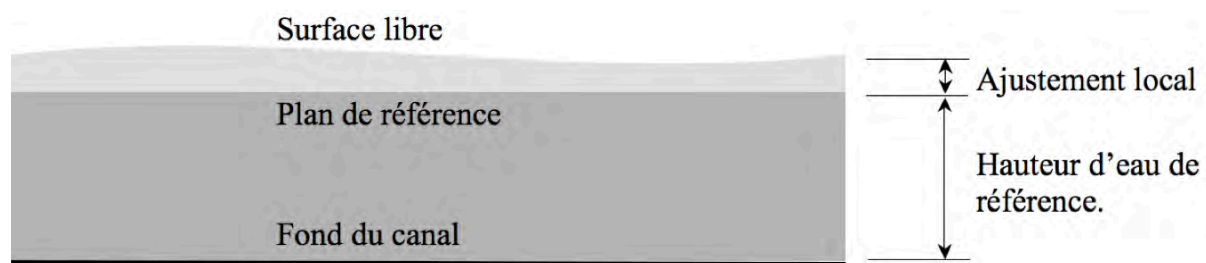 Surface libre
Ajustement local
Plan de référence
Hauteur d’eau de
référence.
Fond du canal